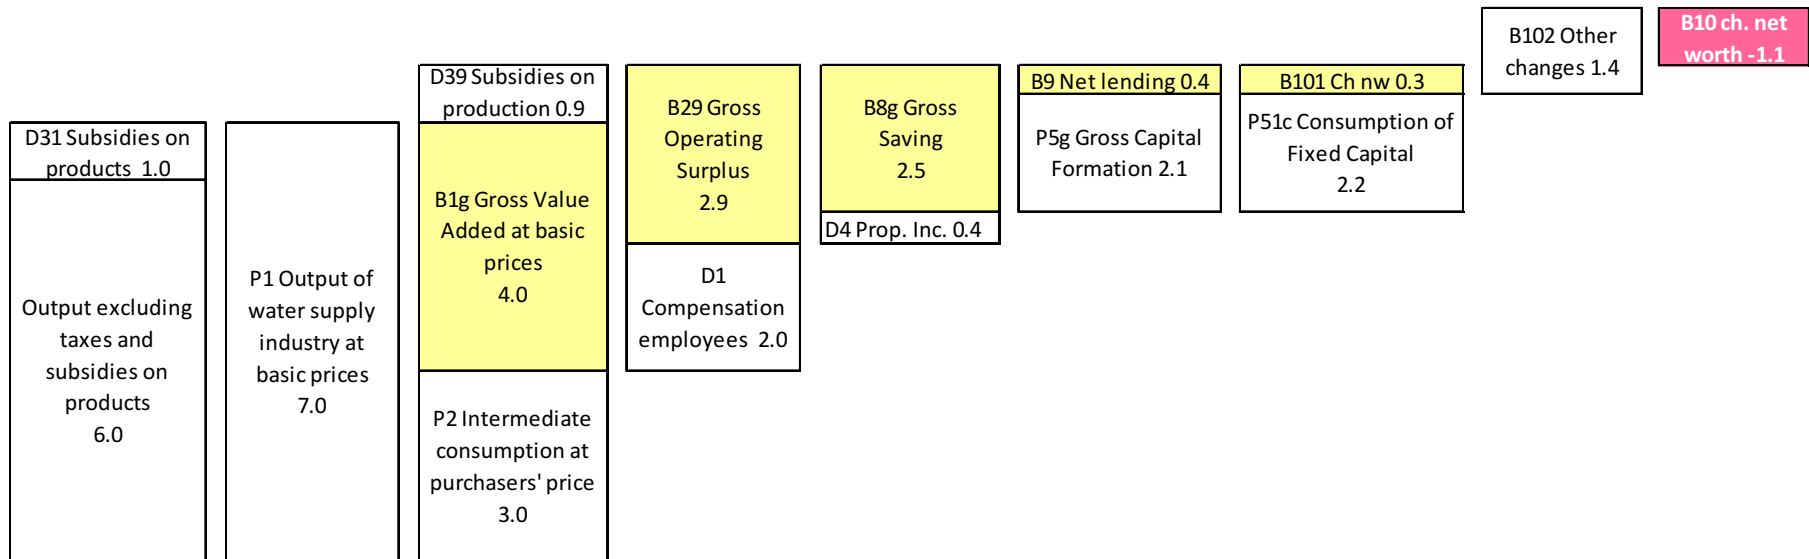 D31 Subsidies on
products 1.0
Output excluding
taxes and
subsidies on
products
6.0
P1 Output of
water supply
industry at
basic prices
7.0
D39 Subsidies on
production 0.9
B1g Gross Value
Added at basic
prices
4.0
P2 Intermediate
consumption at
purchasers' price
3.0
B29 Gross
Operating
Surplus
2.9
D1
Compensation
employees 2.0
B8g Gross
Saving
2.5
D4 Prop. Inc. 0.4
B9 Net lending 0.4
P5g Gross Capital
Formation 2.1
B101 Ch nw 0.3
P51c Consumption of
Fixed Capital
2.2
B102 Other
changes 1.4
B10 ch. net
worth -1.1